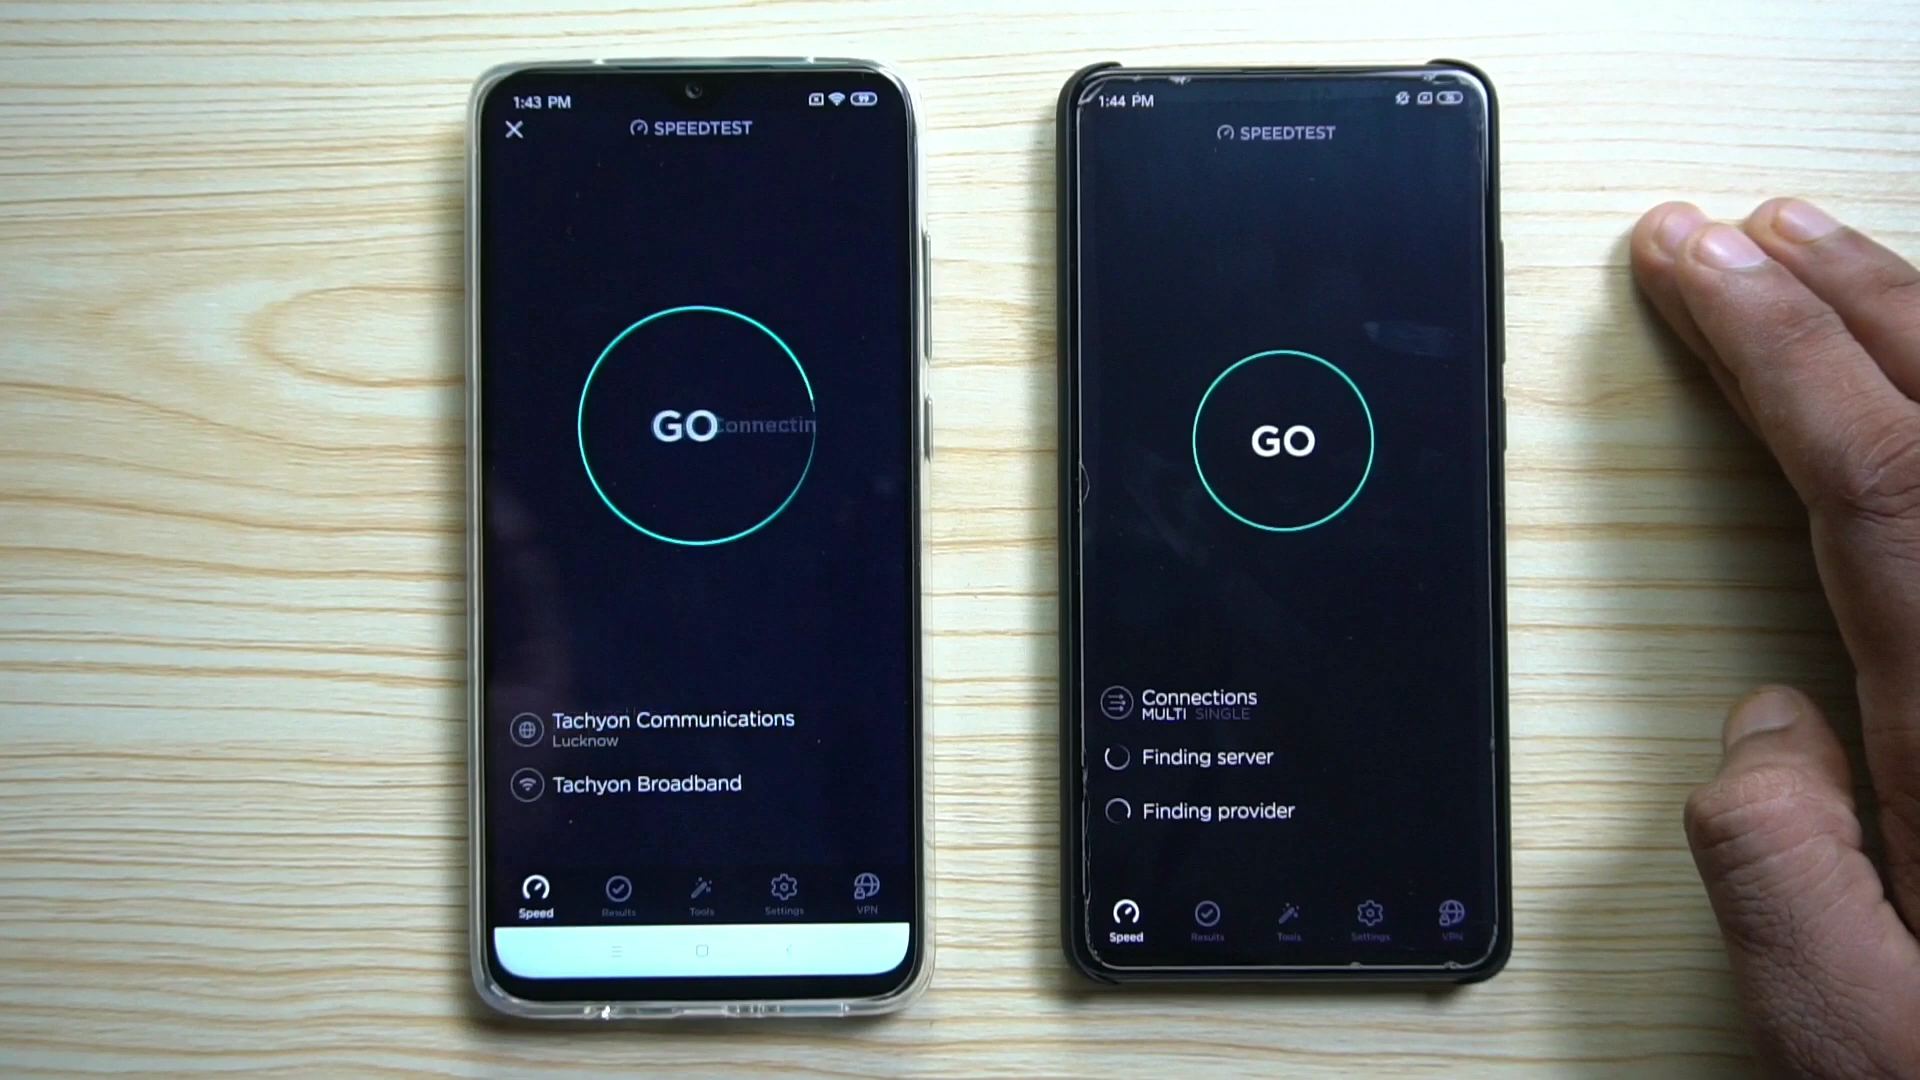 1:43 PM
99
SPEEDTEST
GO
Connectin
Tachyon Communications
Lucknow
Tachyon Broadband
Speed
Results
Tools
Settings
VPN
1:44 PM
SPEEDTEST
GO
Connections
MULTI SINGLE
Finding server
Finding provider
Speed
Results
Tools
Settings
VPN